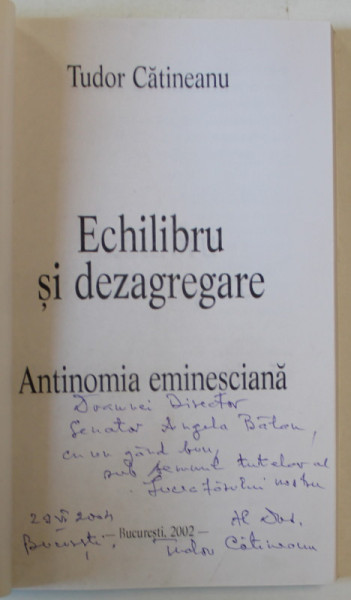 Tudor Cătineanu
Echilibru
și dezagregare
Antinomia eminesciană
Doamnei Director
Senator Angela Bălan,
cu un gând bun,
sub semnul tutelar al
Luceafărului nostru
Al Dvs.
București.
— București, 2002 —
Tudor Cătineanu